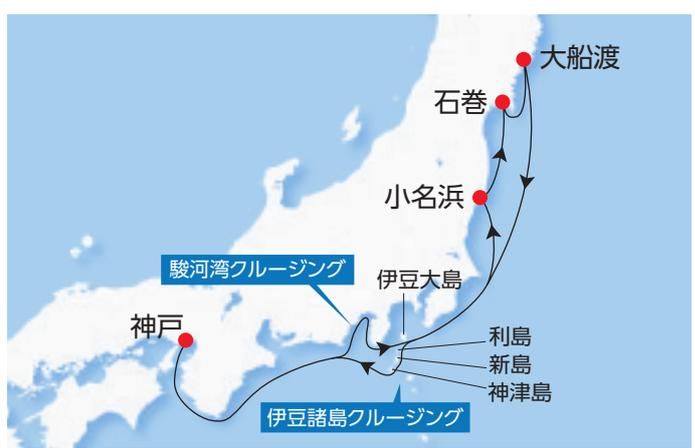 大船渡
石巻
小名浜
駿河湾クルージング
伊豆大島
神戸
利島
新島
神津島
伊豆諸島クルージング